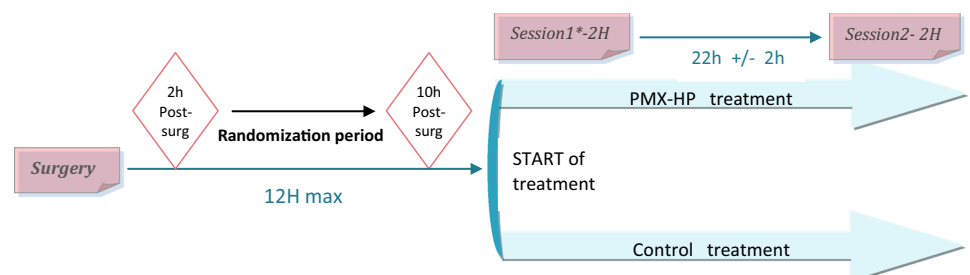 Session1*-2H
22h +/- 2h
Session2- 2H
2h
Post-
surg
Randomization period
10h
Post-
surg
PMX-HP treatment
Surgery
12H max
START of
treatment
Control treatment